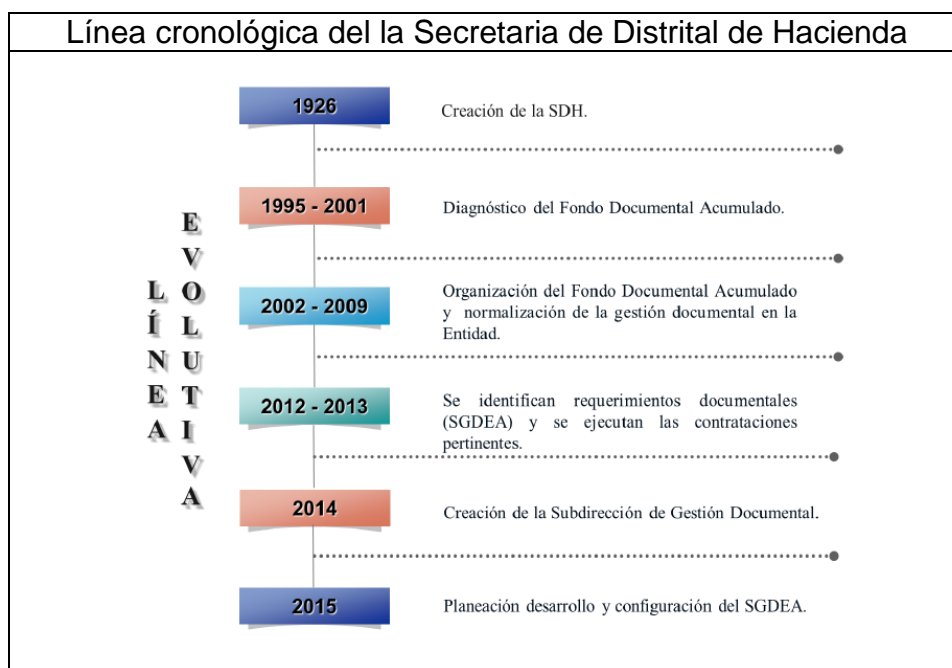 Línea cronológica del la Secretaria de Distrital de Hacienda
LÍNEA
EVOLUTIVA
1926
Creación de la SDH.
1995 - 2001
Diagnóstico del Fondo Documental Acumulado.
2002 - 2009
Organización del Fondo Documental Acumulado
y normalización de la gestión documental en la
Entidad.
2012 - 2013
Se identifican requerimientos documentales
(SGDEA) y se ejecutan las contrataciones
pertinentes.
2014
Creación de la Subdirección de Gestión Documental.
2015
Planeación desarrollo y configuración del SGDEA.